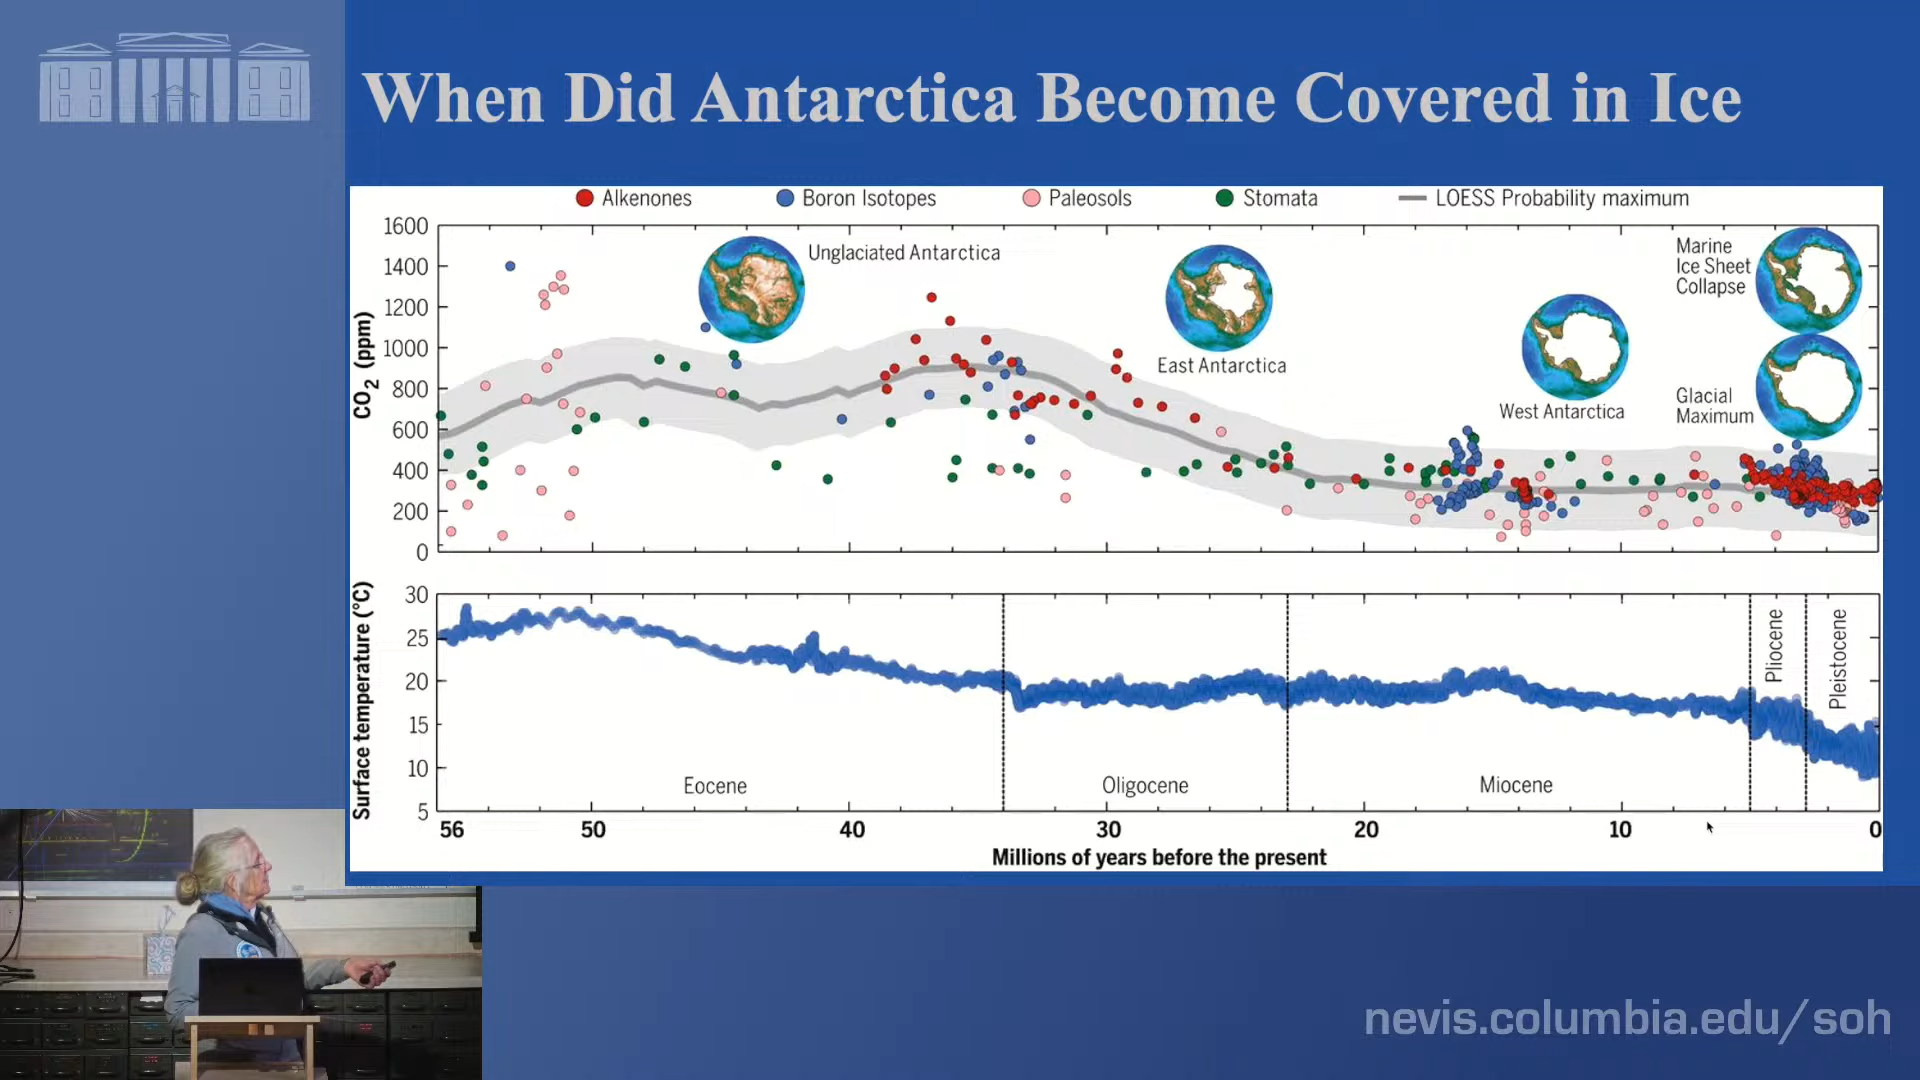 When Did Antarctica Become Covered in Ice
Alkenones
Boron Isotopes
Paleosols
Stomata
LOESS Probability maximum
CO2 (ppm)
1600
1400
1200
1000
800
600
400
200
0
Unglaciated Antarctica
East Antarctica
West Antarctica
Marine
Ice Sheet
Collapse
Glacial
Maximum
Surface temperature (°C)
30
25
20
15
10
5
Eocene
Oligocene
Miocene
Pliocene
Pleistocene
56
50
40
30
20
10
0
Millions of years before the present
nevis.columbia.edu/soh